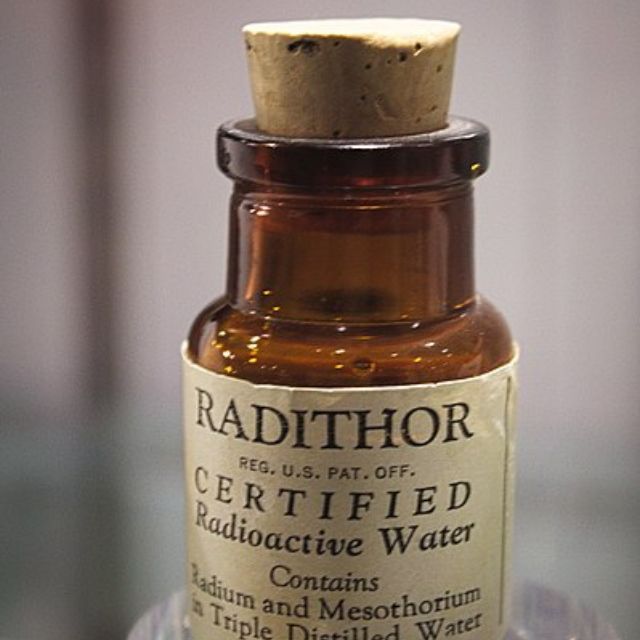 RADITHOR
REG. U.S. PAT. OFF.
CERTIFIED
Radioactive Water
Contains
Radium and Mesothorium
in Triple Distilled Water